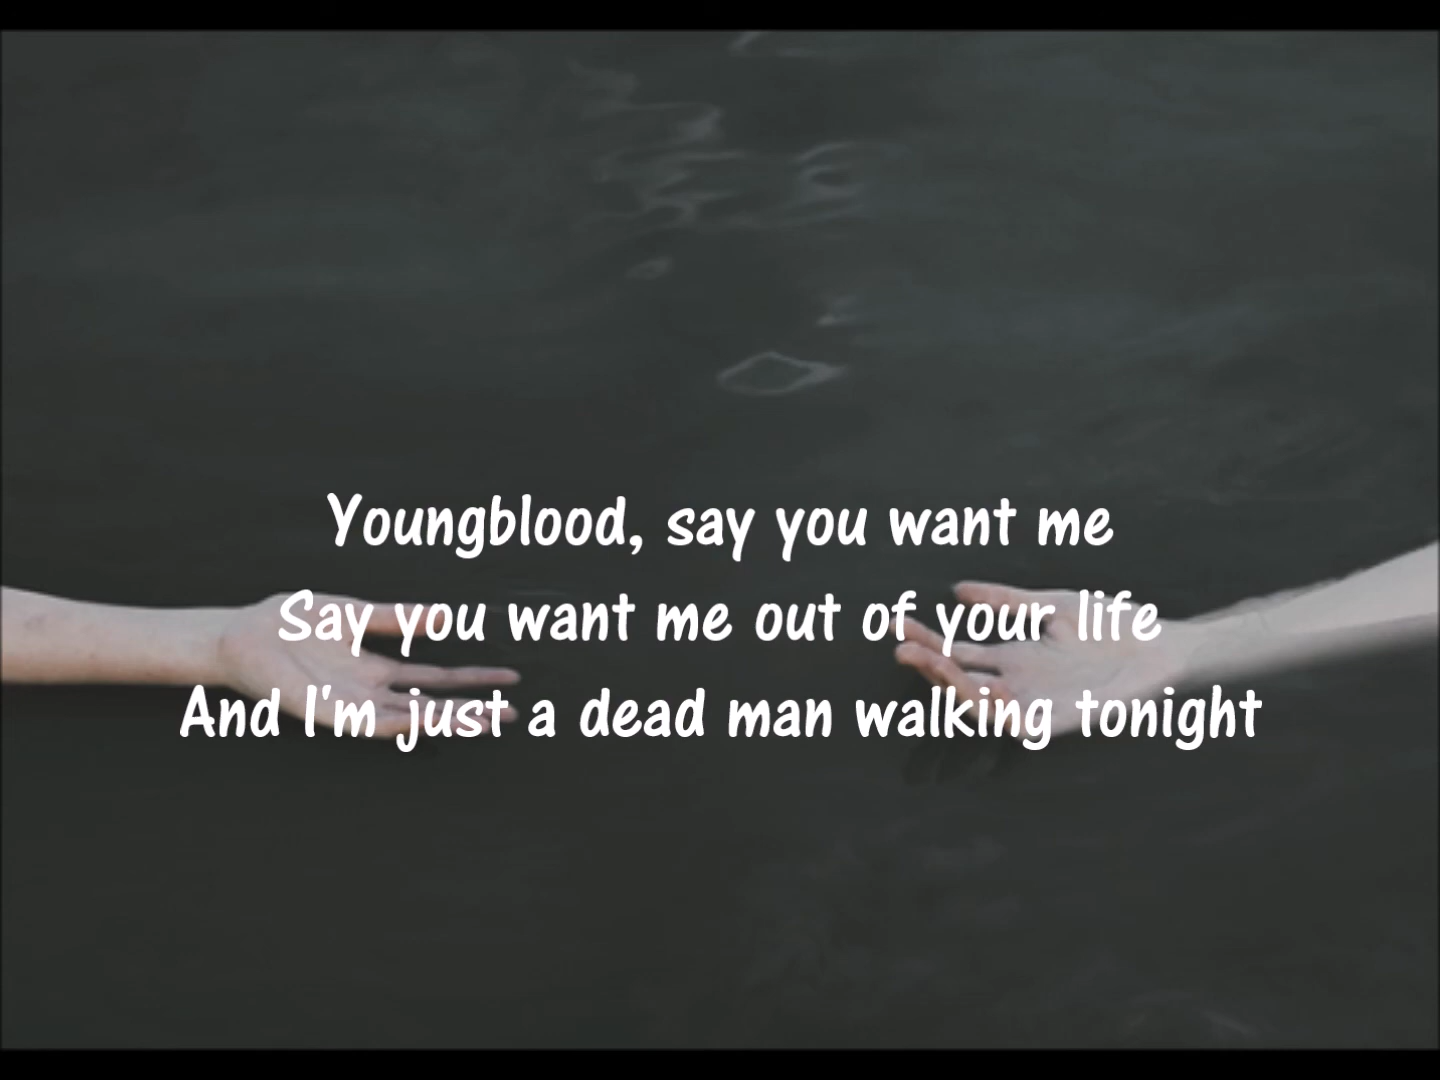 Youngblood, say you want me
Say you want me out of your life
And I'm just a dead man walking tonight